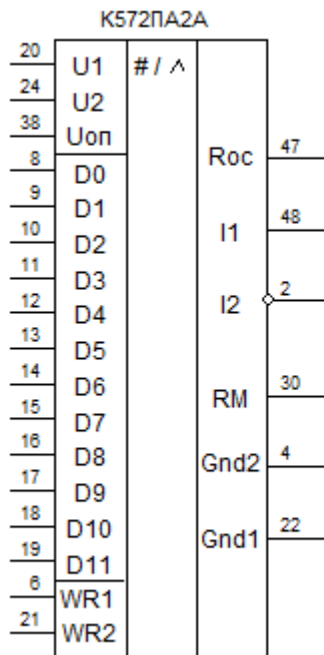 К572ПА2А
20 U1 # / ^
24 U2
38 Uоп
8 D0 Rос 47
9 D1
10 D2 I1 48
11 D3
12 D4 I2 2
13 D5
14 D6
15 D7 RM 30
16 D8
17 D9 Gnd2 4
18 D10
19 D11 Gnd1 22
6 WR1
21 WR2